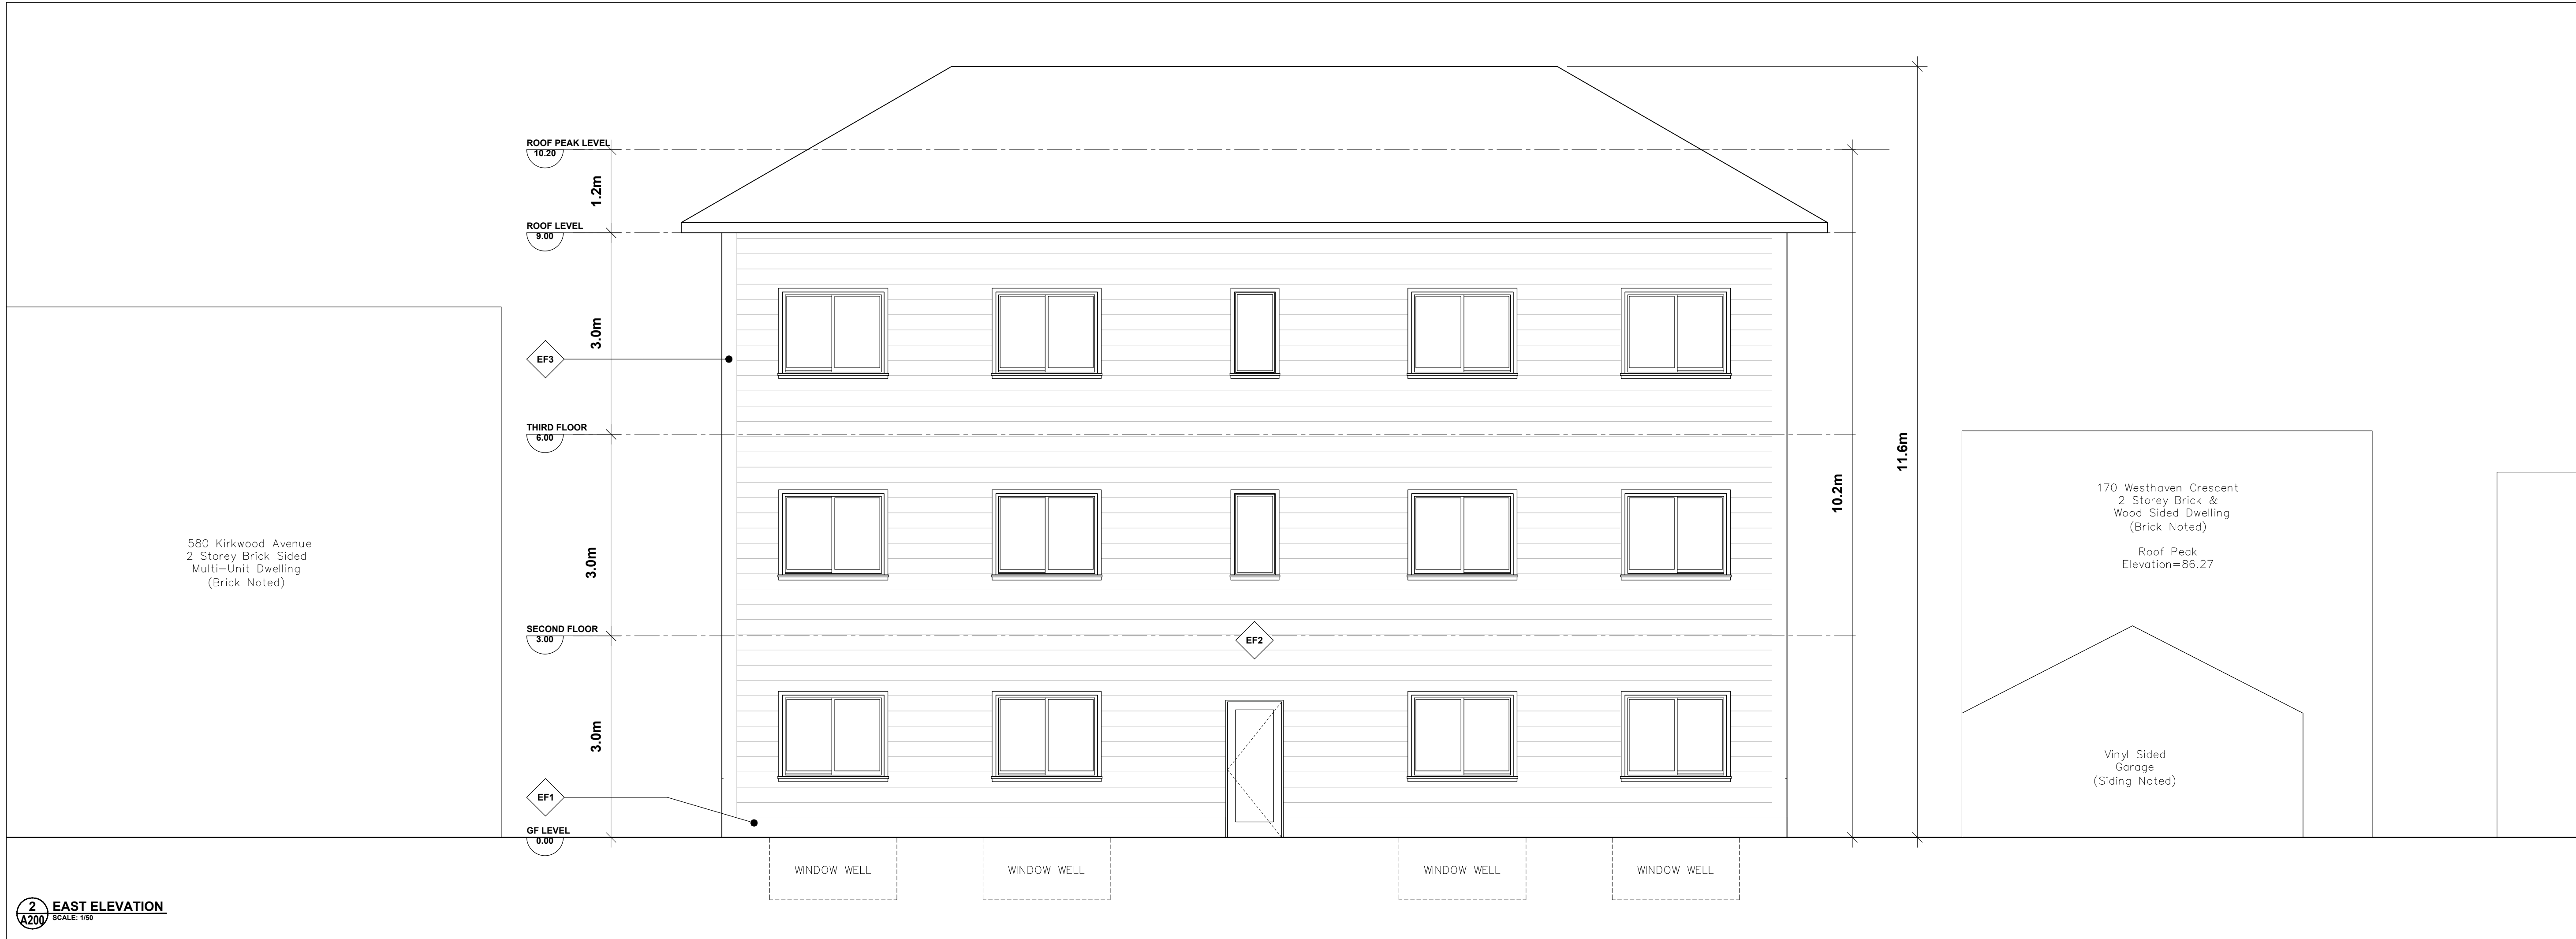 ROOF PEAK LEVEL
10.20
1.2m
ROOF LEVEL
9.00
3.0m
EF3
THIRD FLOOR
6.00
3.0m
SECOND FLOOR
3.00
3.0m
EF1
GF LEVEL
0.00
EF2
10.2m
11.6m
580 Kirkwood Avenue
2 Storey Brick Sided
Multi-Unit Dwelling
(Brick Noted)
170 Westhaven Crescent
2 Storey Brick &
Wood Sided Dwelling
(Brick Noted)
Roof Peak
Elevation=86.27
Vinyl Sided
Garage
(Siding Noted)
WINDOW WELL
WINDOW WELL
WINDOW WELL
WINDOW WELL
2
A200
EAST ELEVATION
SCALE: 1/50